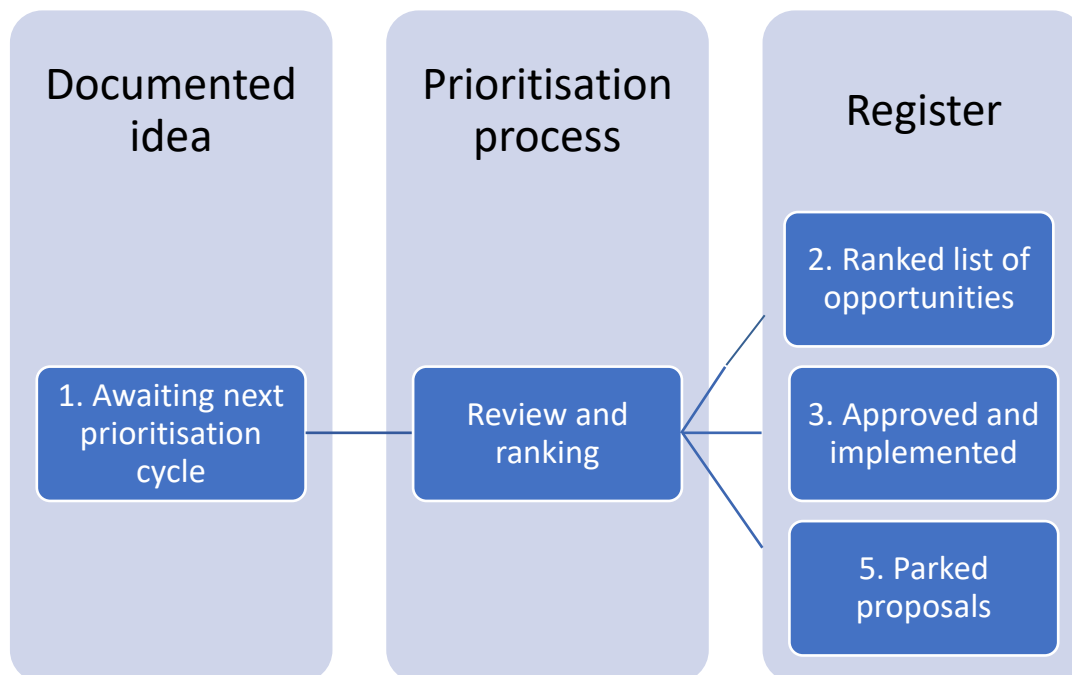 Documented
idea
1. Awaiting next
prioritisation
cycle
Prioritisation
process
Review and
ranking
Register
2. Ranked list of
opportunities
3. Approved and
implemented
5. Parked
proposals